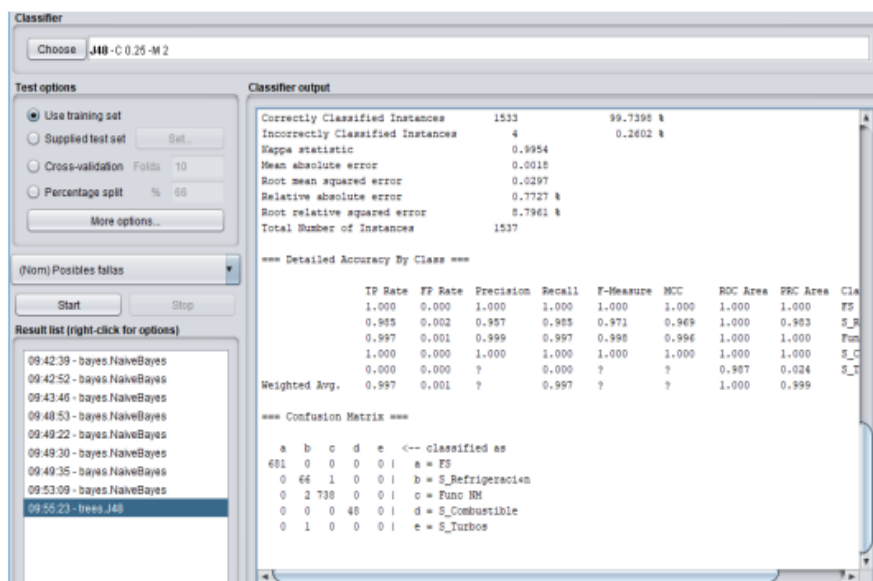 Classifier
Choose J48 -C 0.25 -M 2
Test options
Use training set
Supplied test set Set...
Cross-validation Folds 10
Percentage split % 66
More options...
(Nom) Posibles fallas
Start Stop
Result list (right-click for options)
09:42:39 - bayes.NaiveBayes
09:42:52 - bayes.NaiveBayes
09:43:46 - bayes.NaiveBayes
09:48:53 - bayes.NaiveBayes
09:49:22 - bayes.NaiveBayes
09:49:30 - bayes.NaiveBayes
09:49:35 - bayes.NaiveBayes
09:53:09 - bayes.NaiveBayes
09:55:23 - trees.J48
Classifier output
Correctly Classified Instances 1533 99.7398 %
Incorrectly Classified Instances 4 0.2602 %
Kappa statistic 0.9954
Mean absolute error 0.0018
Root mean squared error 0.0297
Relative absolute error 0.7727 %
Root relative squared error 8.7961 %
Total Number of Instances 1537
=== Detailed Accuracy By Class ===
TP Rate FP Rate Precision Recall F-Measure MCC ROC Area PRC Area Cla
1.000 0.000 1.000 1.000 1.000 1.000 1.000 1.000 FS
0.985 0.002 0.957 0.985 0.971 0.969 1.000 0.983 S_R
0.997 0.001 0.999 0.997 0.998 0.996 1.000 1.000 Fun
1.000 0.000 1.000 1.000 1.000 1.000 1.000 1.000 S_C
0.000 0.000 ? 0.000 ? ? 0.987 0.024 S_T
Weighted Avg. 0.997 0.001 ? 0.997 ? ? 1.000 0.999
=== Confusion Matrix ===
a b c d e <-- classified as
681 0 0 0 0 | a = FS
0 66 1 0 0 | b = S_Refrigeración
0 2 738 0 0 | c = Func NM
0 0 0 48 0 | d = S_Combustible
0 1 0 0 0 | e = S_Turbos